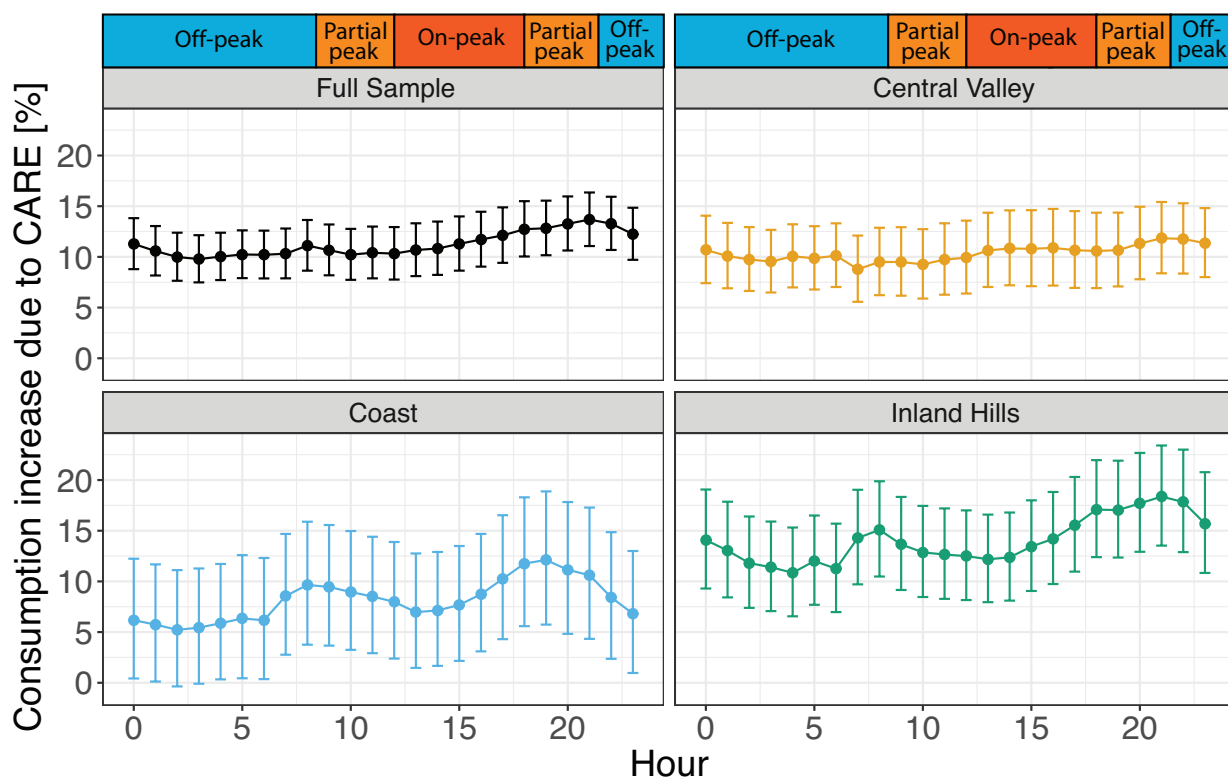 Off-peak
Partial
peak
On-peak
Partial
peak
Off-
peak
Off-peak
Partial
peak
On-peak
Partial
peak
Off-
peak
Full Sample
Central Valley
Consumption increase due to CARE [%]
20
15
10
5
0
Coast
Inland Hills
20
15
10
5
0
0 5 10 15 20
0 5 10 15 20
Hour